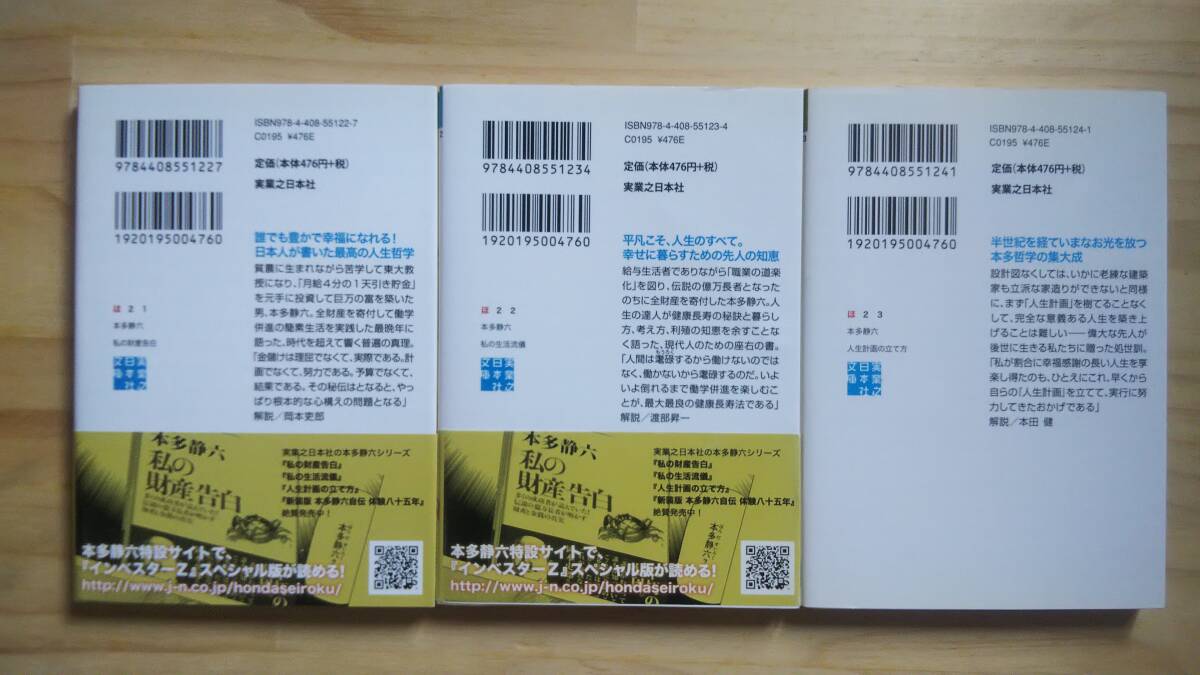 ISBN978-4-408-55122-7
C0195 ¥476E
9784408551227
定価(本体476円+税)
実業之日本社
1920195004760
誰でも豊かで幸福になれる!
日本人が書いた最高の人生哲学
貧農に生まれながら苦学して東大教
授になり、「月給4分の1天引き貯金」
を元手に投資して巨万の富を築いた
男、本多静六。全財産を寄付して働学
併進の簡素生活を実践した最晩年に
語った、時代を超えて響く普遍の真理。
「金儲けは理屈でなくて、実際である。計
画でなくて、努力である。予算でなくて、
結果である。その秘伝はとなると、やっ
ぱり根本的な心構えの問題となる」
解説/岡本吏郎
ほ 2 1
本多静六
私の財産告白
実業之
日本社
文庫
本多静六
私の
財産告白
実業之日本社の本多静六シリーズ
『私の財産告白』
『私の生活流儀』
『人生計画の立て方』
『新装版 本多静六自伝 体験八十五年』
絶賛発売中!
本多静六特設サイトで、
『インベスターZ』スペシャル版が読める!
http://www.j-n.co.jp/hondaseiroku/
ISBN978-4-408-55123-4
C0195 ¥476E
9784408551234
定価(本体476円+税)
実業之日本社
1920195004760
平凡こそ、人生のすべて。
幸せに暮らすための先人の知恵
給与生活者でありながら「職業の道楽
化」を図り、伝説の億万長者となった
のちに全財産を寄付した本多静六。人
生の達人が健康長寿の秘訣と暮らし
方、考え方、利殖の知恵を余すことな
く語った、現代人のための座右の書。
「人間は耄碌するから働けないのでは
なく、働かないから耄碌するのだ。いよ
いよ倒れるまで働学併進を楽しむこ
とが、最大最良の健康長寿法である」
解説/渡部昇一
ほ 2 2
本多静六
私の生活流儀
実業之
日本社
文庫
本多静六
私の
財産告白
実業之日本社の本多静六シリーズ
『私の財産告白』
『私の生活流儀』
『人生計画の立て方』
『新装版 本多静六自伝 体験八十五年』
絶賛発売中!
本多静六特設サイトで、
『インベスターZ』スペシャル版が読める!
http://www.j-n.co.jp/hondaseiroku/
ISBN978-4-408-55124-1
C0195 ¥476E
9784408551241
定価(本体476円+税)
実業之日本社
1920195004760
半世紀を経ていまなお光を放つ
本多哲学の集大成
設計図なくしては、いかに老練な建築
家も立派な家造りができないと同様
に、まず「人生計画」を樹てることなく
して、完全な意義ある人生を築き上
げることは難しい――偉大な先人が
後世に生きる私たちに贈った処世訓。
「私が割合に幸福感謝の長い人生を享
楽し得たのも、ひとえにこれ、早くから
自らの「人生計画」を立てて、実行に努
力してきたおかげである」
解説/本田 健
ほ 2 3
本多静六
人生計画の立て方
実業之
日本社
文庫